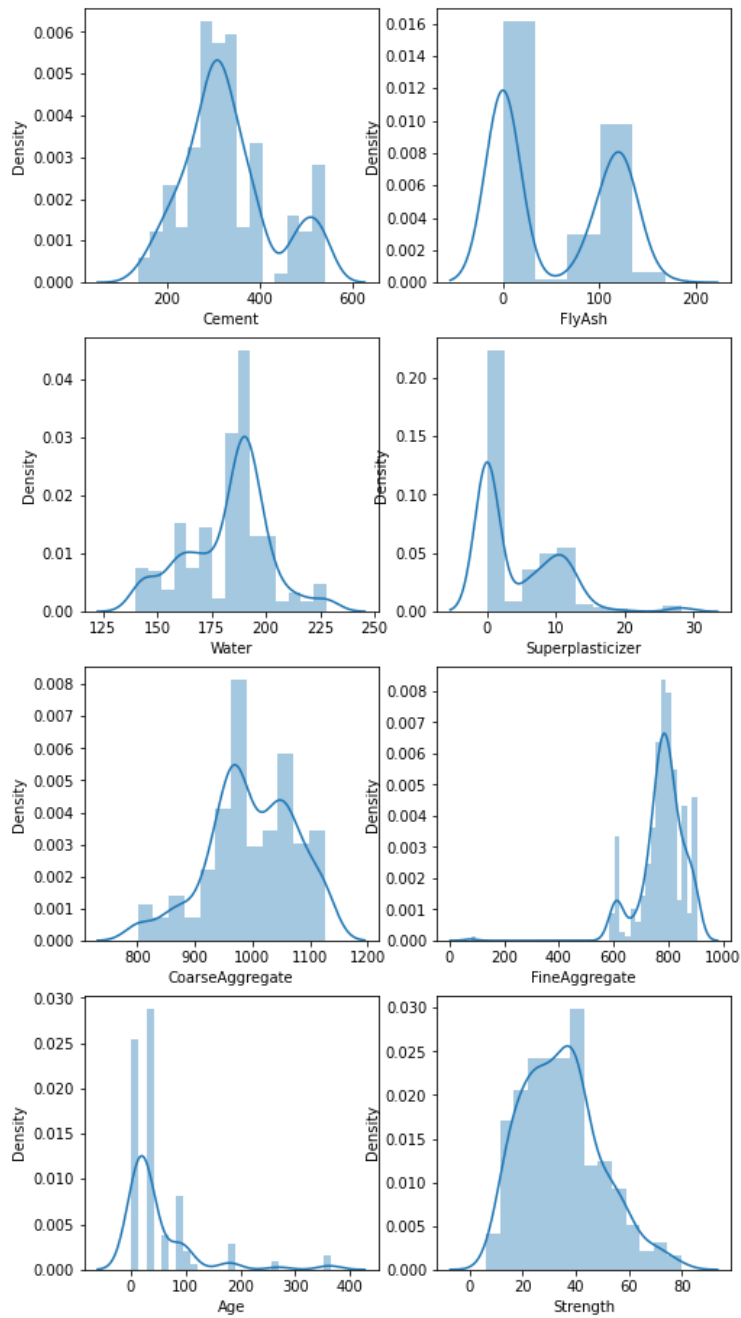 0.006
0.005
0.004
0.003
0.002
0.001
0.000
Density
200 400 600
Cement
0.016
0.014
0.012
0.010
0.008
0.006
0.004
0.002
0.000
Density
0 100 200
FlyAsh
0.04
0.03
0.02
0.01
0.00
Density
125 150 175 200 225 250
Water
0.20
0.15
0.10
0.05
0.00
Density
0 10 20 30
Superplasticizer
0.008
0.007
0.006
0.005
0.004
0.003
0.002
0.001
0.000
Density
800 900 1000 1100 1200
CoarseAggregate
0.008
0.007
0.006
0.005
0.004
0.003
0.002
0.001
0.000
Density
0 200 400 600 800 1000
FineAggregate
0.030
0.025
0.020
0.015
0.010
0.005
0.000
Density
0 100 200 300 400
Age
0.030
0.025
0.020
0.015
0.010
0.005
0.000
Density
0 20 40 60 80
Strength